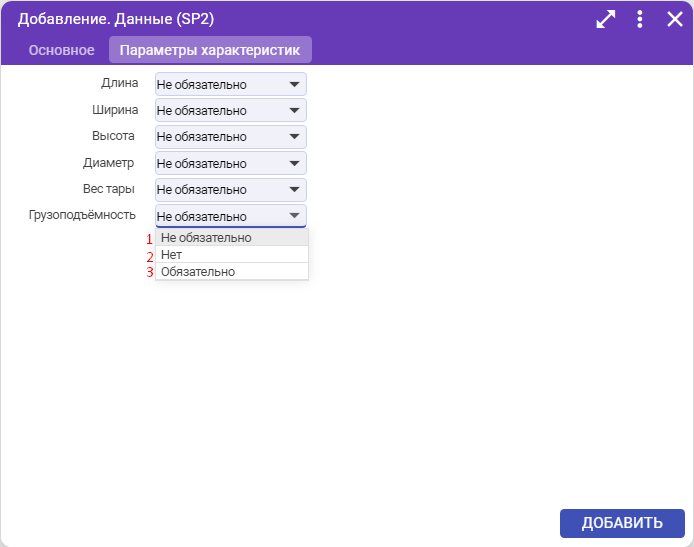 Добавление. Данные (SP2)
Основное Параметры характеристик
Длина Не обязательно
Ширина Не обязательно
Высота Не обязательно
Диаметр Не обязательно
Вес тары Не обязательно
Грузоподъёмность Не обязательно
1 Не обязательно
2 Нет
3 Обязательно
ДОБАВИТЬ